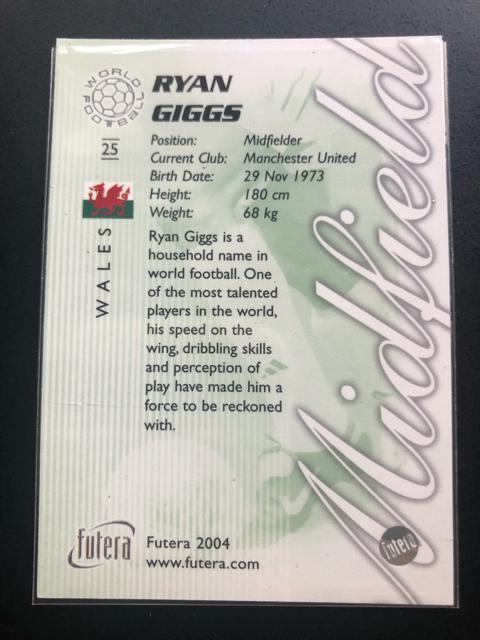 WORLD FOOTBALL
RYAN
GIGGS
25
Position: Midfielder
Current Club: Manchester United
Birth Date: 29 Nov 1973
Height: 180 cm
Weight: 68 kg
WALES
Ryan Giggs is a
household name in
world football. One
of the most talented
players in the world,
his speed on the
wing, dribbling skills
and perception of
play have made him a
force to be reckoned
with.
Midfield
futera
Futera 2004
www.futera.com
futera